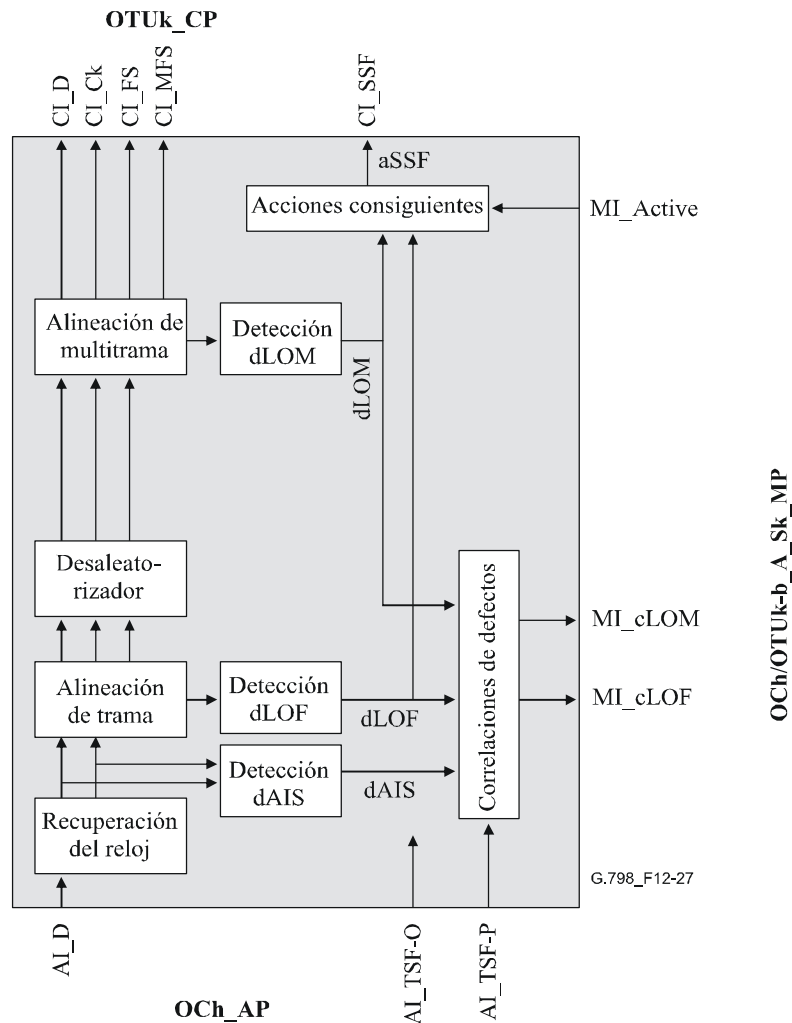 OTUk_CP
CI_D
CI_Ck
CI_FS
CI_MFS
CI_SSF
aSSF
Acciones consiguientes
MI_Active
Alineación de
multitrama
Detección
dLOM
dLOM
Desaleato-
rizador
Correlaciones de defectos
MI_cLOM
OCh/OTUk-b_A_Sk_MP
Alineación
de trama
Detección
dLOF
dLOF
MI_cLOF
Detección
dAIS
dAIS
Recuperación
del reloj
G.798_F12-27
AI_D
AI_TSF-O
AI_TSF-P
OCh_AP